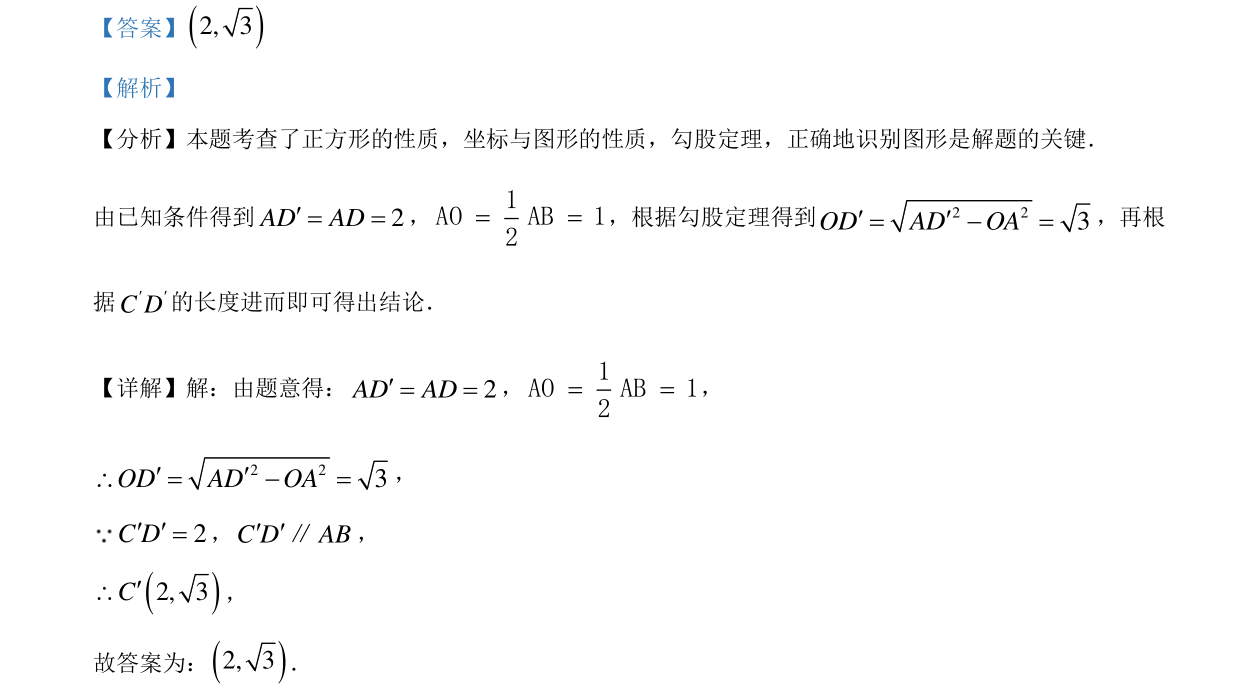 【答案】(2,√3)
【解析】
【分析】本题考查了正方形的性质，坐标与图形的性质，勾股定理，正确地识别图形是解题的关键．
由已知条件得到AD′=AD=2，AO = 1/2 AB = 1，根据勾股定理得到OD′=√(AD′²−OA²)=√3，再根
据C′D′的长度进而即可得出结论．
【详解】解：由题意得：AD′=AD=2，AO = 1/2 AB = 1，
∴OD′=√(AD′²−OA²)=√3，
∵C′D′=2，C′D′∥AB，
∴C′(2,√3)，
故答案为：(2,√3)．